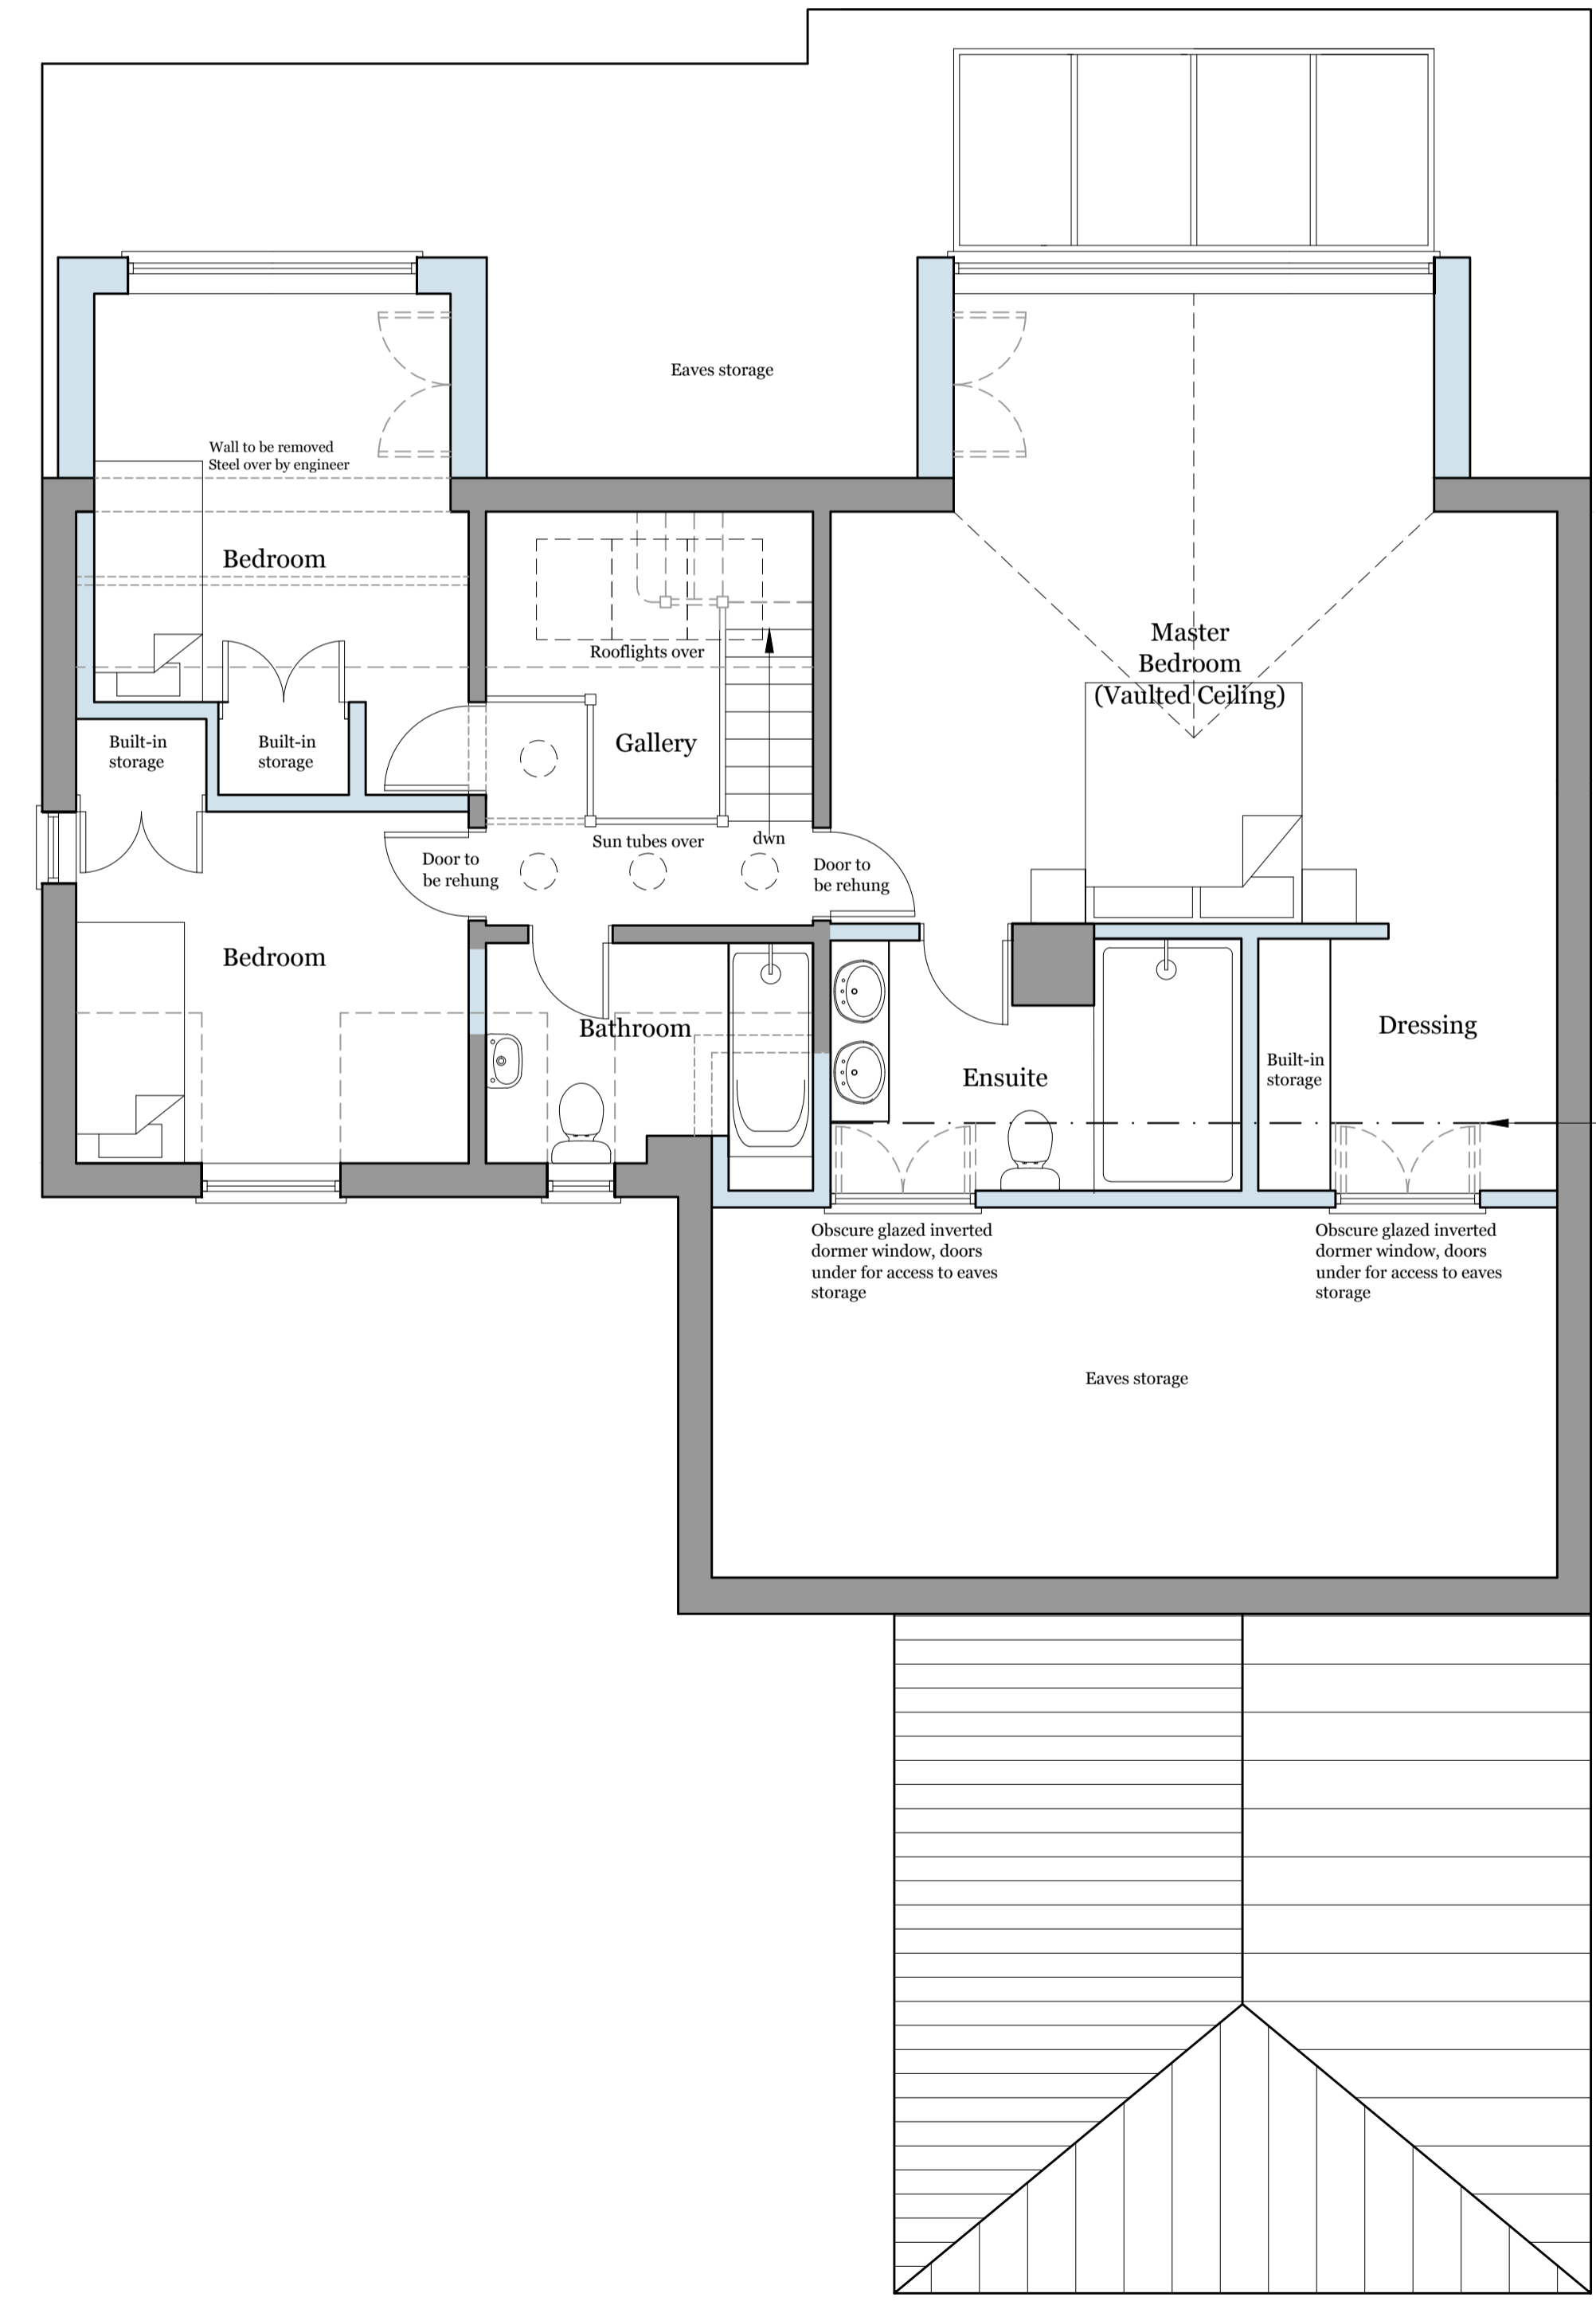 Eaves storage
Wall to be removed
Steel over by engineer
Bedroom
Rooflights over
Master
Bedroom
(Vaulted Ceiling)
Built-in
storage
Built-in
storage
Gallery
Sun tubes over
dwn
Door to
be rehung
Door to
be rehung
Bedroom
Bathroom
Ensuite
Built-in
storage
Dressing
Obscure glazed inverted
dormer window, doors
under for access to eaves
storage
Obscure glazed inverted
dormer window, doors
under for access to eaves
storage
Eaves storage